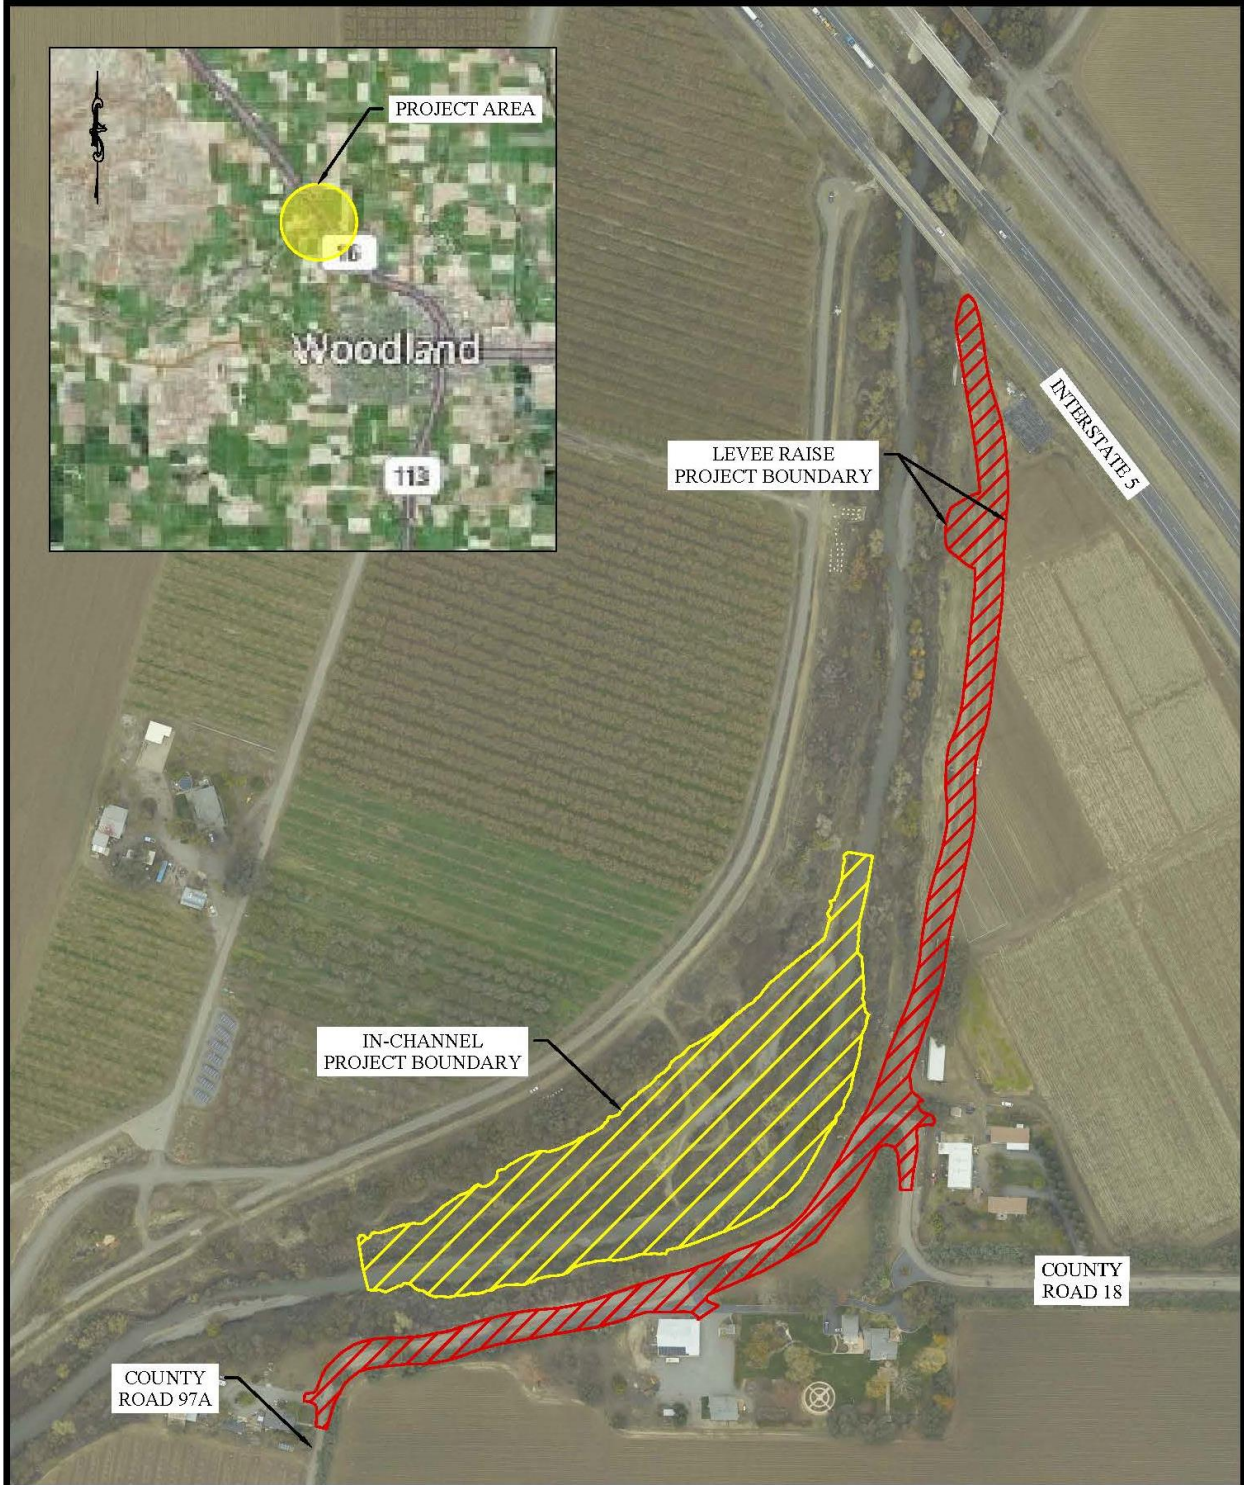 PROJECT AREA
16
Woodland
113
INTERSTATE 5
LEVEE RAISE
PROJECT BOUNDARY
IN-CHANNEL
PROJECT BOUNDARY
COUNTY
ROAD 18
COUNTY
ROAD 97A